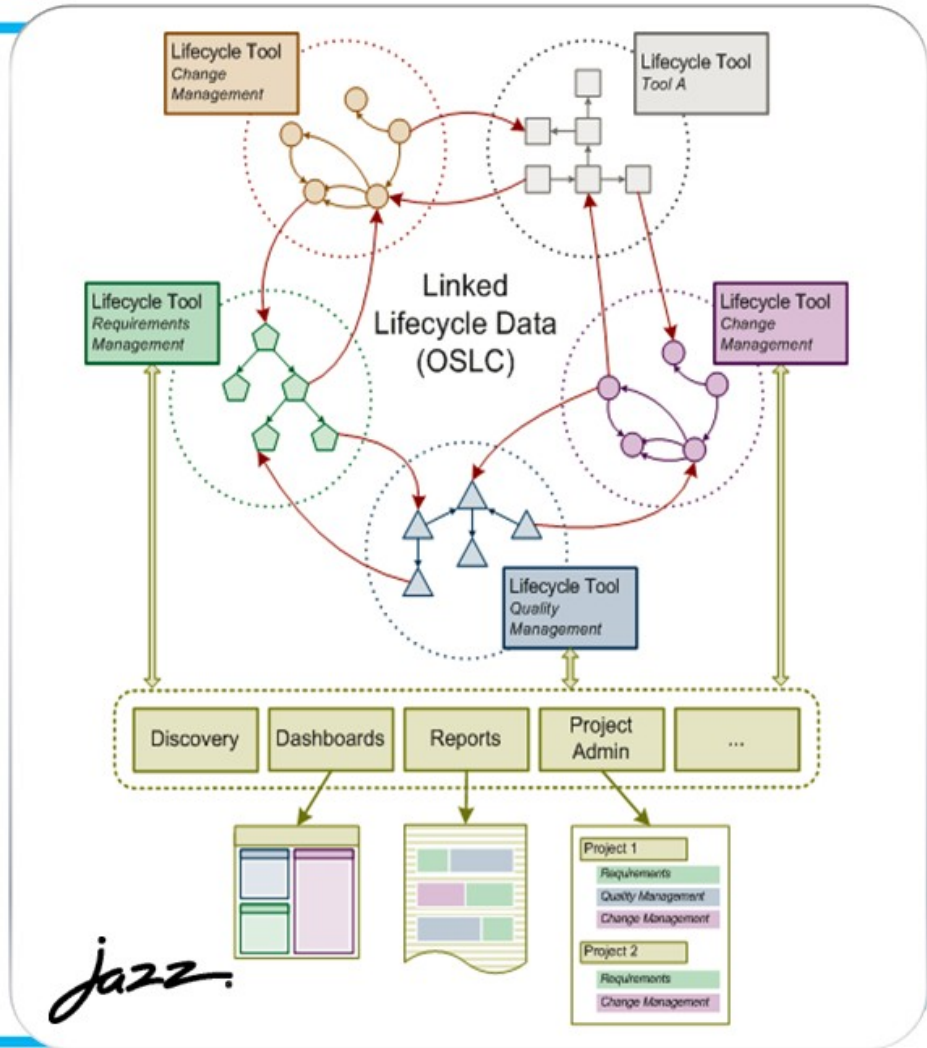 Lifecycle Tool
Change
Management
Lifecycle Tool
Tool A
Linked
Lifecycle Data
(OSLC)
Lifecycle Tool
Requirements
Management
Lifecycle Tool
Change
Management
Lifecycle Tool
Quality
Management
Discovery
Dashboards
Reports
Project
Admin
...
Project 1
Requirements
Quality Management
Change Management
Project 2
Requirements
Change Management
jazz.